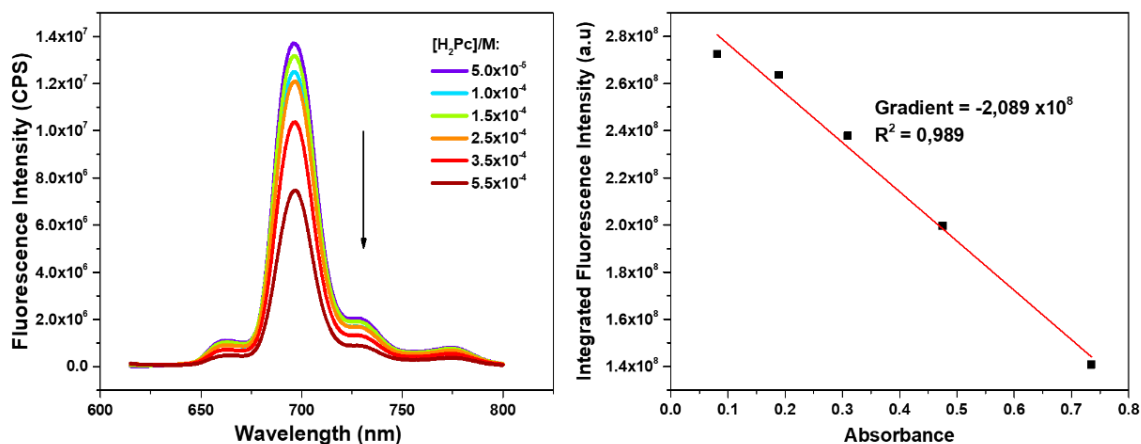 Fluorescence Intensity (CPS)
1.4x10⁷
1.2x10⁷
1.0x10⁷
8.0x10⁶
6.0x10⁶
4.0x10⁶
2.0x10⁶
0.0
600 650 700 750 800
Wavelength (nm)
[H₂Pc]/M:
5.0x10⁻⁵
1.0x10⁻⁴
1.5x10⁻⁴
2.5x10⁻⁴
3.5x10⁻⁴
5.5x10⁻⁴
Integrated Fluorescence Intensity (a.u)
2.8x10⁸
2.6x10⁸
2.4x10⁸
2.2x10⁸
2.0x10⁸
1.8x10⁸
1.6x10⁸
1.4x10⁸
0.0 0.1 0.2 0.3 0.4 0.5 0.6 0.7 0.8
Absorbance
Gradient = -2,089 x10⁸
R² = 0,989